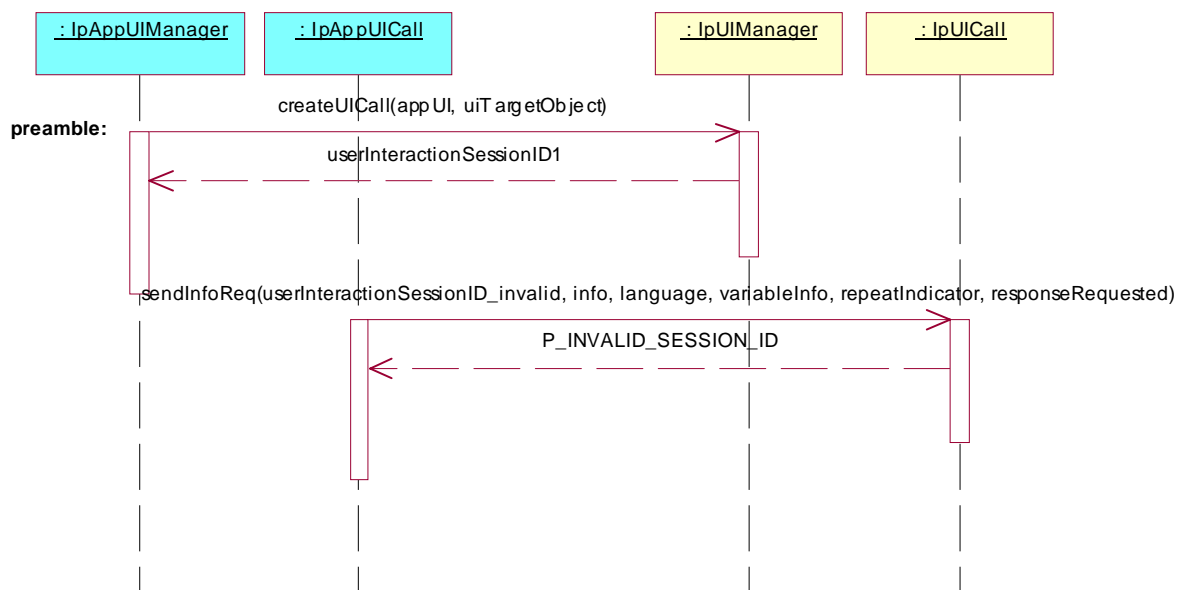 : IpAppUIManager
: IpAppUICall
: IpUIManager
: IpUICall
createUICall(appUI, uiTargetObject)
preamble:
userInteractionSessionID1
sendInfoReq(userInteractionSessionID_invalid, info, language, variableInfo, repeatIndicator, responseRequested)
P_INVALID_SESSION_ID